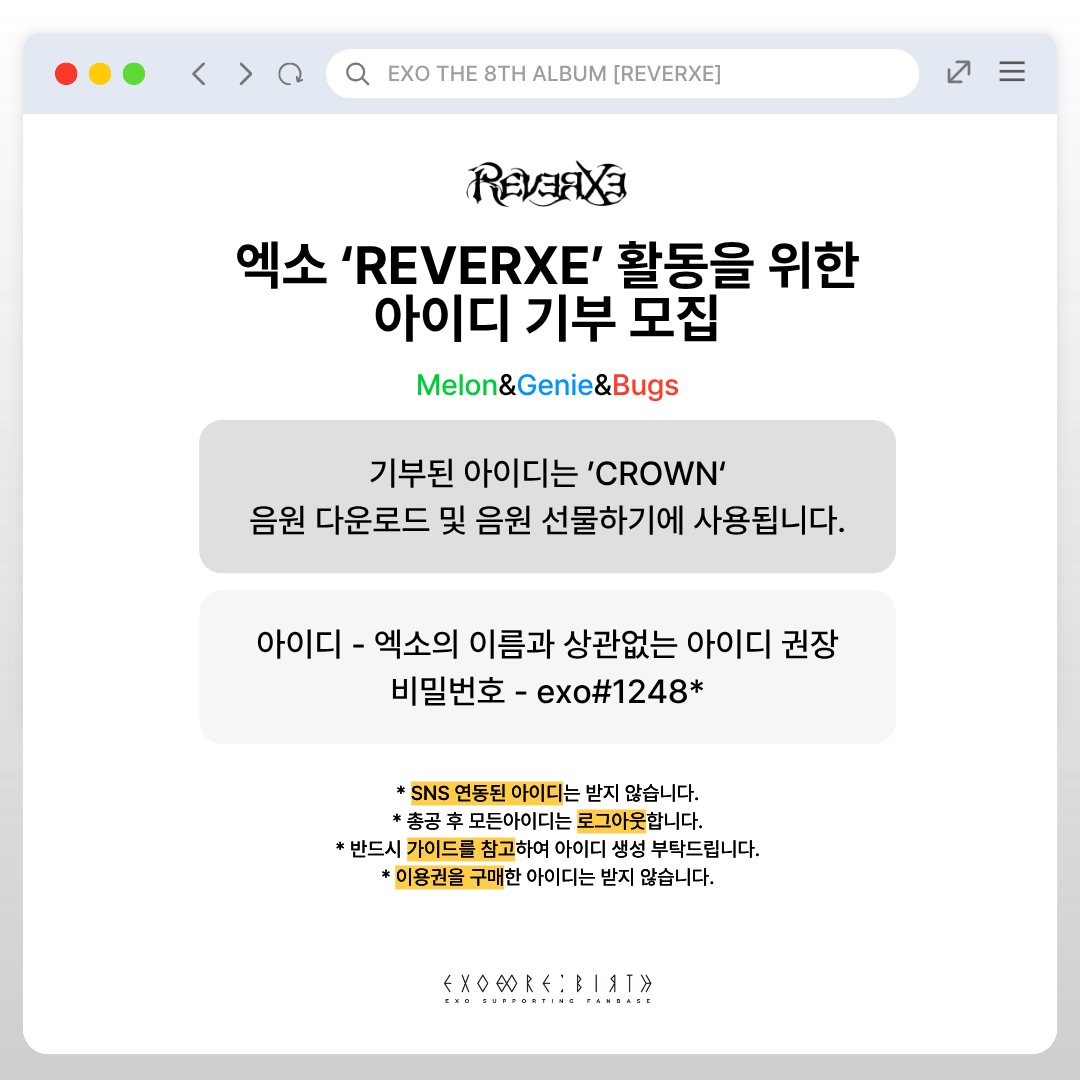 EXO THE 8TH ALBUM [REVERXE]
REVERXE
엑소 ‘REVERXE’ 활동을 위한
아이디 기부 모집
Melon&Genie&Bugs
기부된 아이디는 ’CROWN‘
음원 다운로드 및 음원 선물하기에 사용됩니다.
아이디 - 엑소의 이름과 상관없는 아이디 권장
비밀번호 - exo#1248*
* SNS 연동된 아이디는 받지 않습니다.
* 총공 후 모든아이디는 로그아웃합니다.
* 반드시 가이드를 참고하여 아이디 생성 부탁드립니다.
* 이용권을 구매한 아이디는 받지 않습니다.
EXO SUPPORTING FANBASE